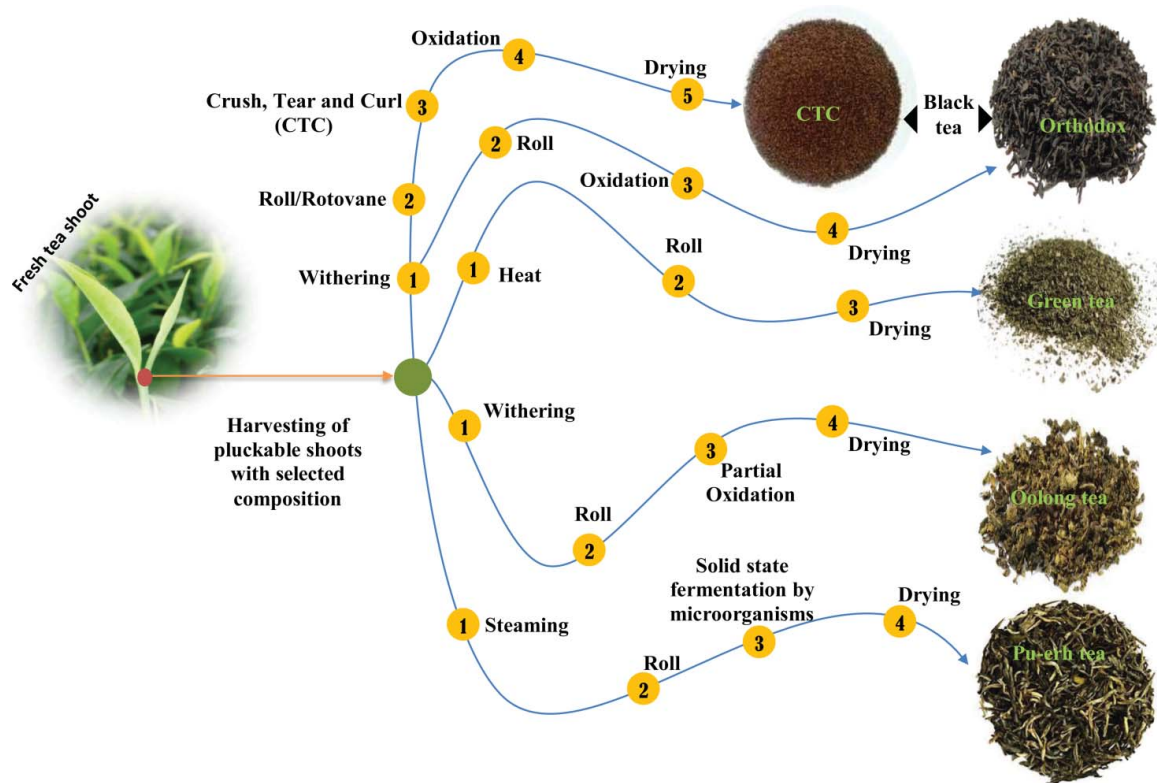 Oxidation
4
Drying
5
Crush, Tear and Curl
(CTC)
3
CTC
Black
tea
Orthodox
2
Roll
Roll/Rotovane
2
Oxidation
3
4
Drying
Fresh tea shoot
Withering
1
1
Heat
Roll
2
3
Drying
Green tea
Harvesting of
pluckable shoots
with selected
composition
1
Withering
Roll
2
3
Partial
Oxidation
4
Drying
Oolong tea
1
Steaming
Roll
2
Solid state
fermentation by
microorganisms
3
Drying
4
Pu-erh tea